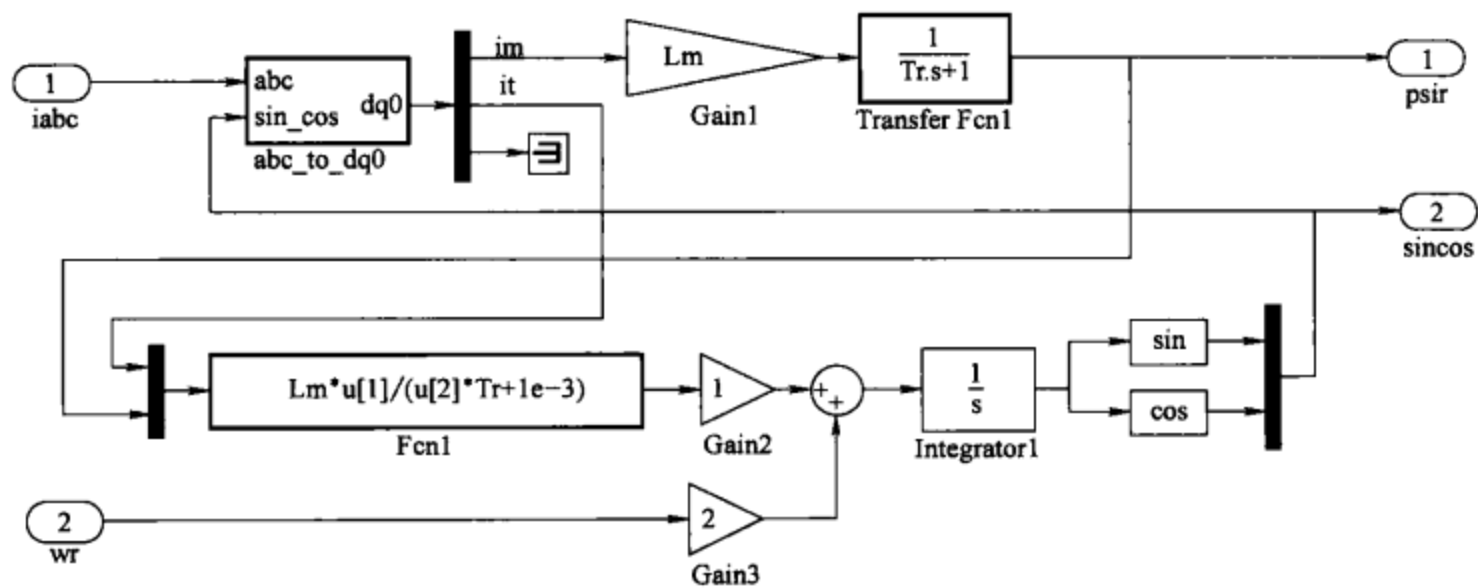 im
Lm
1
Tr.s+1
1
abc
1
it
dq0
iabc
sin_cos
Gain1
Transfer Fcn1
psir
abc_to_dq0
2
sincos
sin
Lm*u[1]/(u[2]*Tr+1e−3)
1
+
+
1
s
cos
Fcn1
Gain2
Integrator1
2
2
wr
Gain3